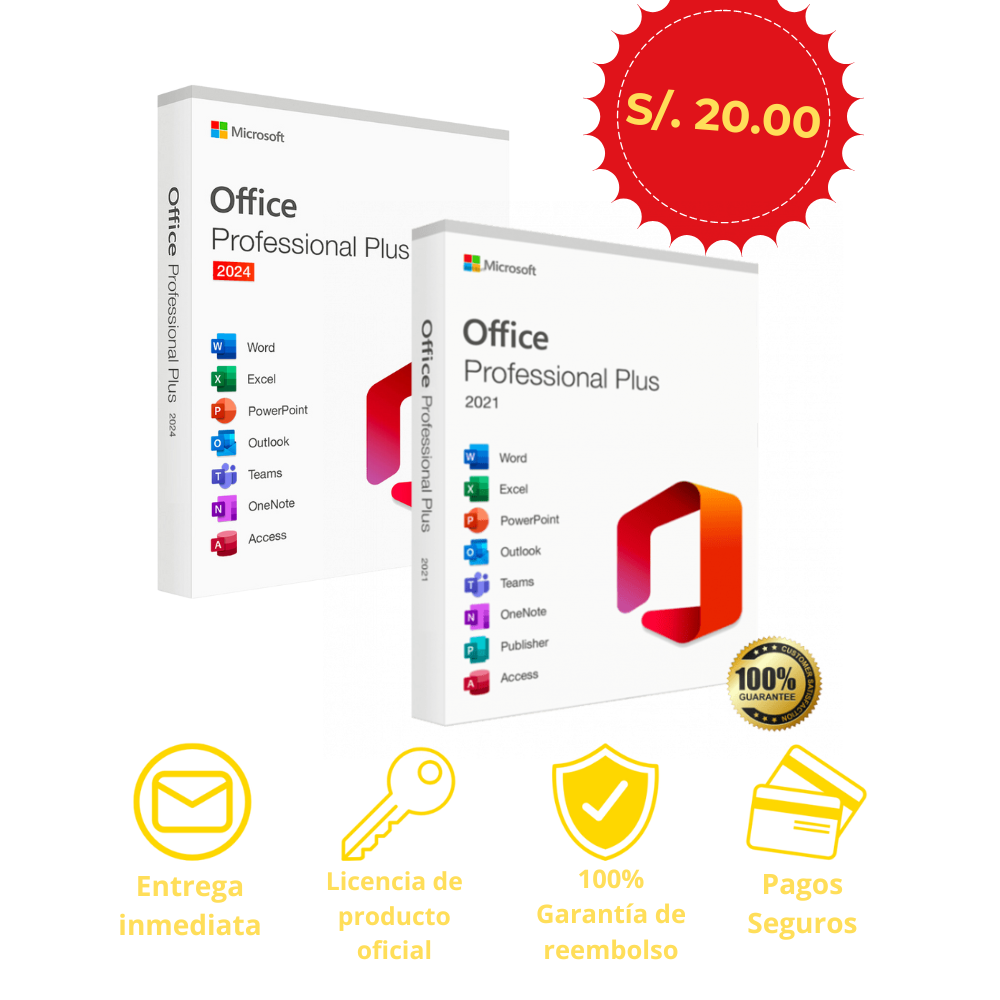 S/. 20.00
Microsoft
Office
Professional Plus
2024
Word
Excel
PowerPoint
Outlook
Teams
OneNote
Access
Office Professional Plus 2024
Microsoft
Office
Professional Plus
2021
Word
Excel
PowerPoint
Outlook
Teams
OneNote
Publisher
Access
Office Professional Plus 2021
CUSTOMER SATISFACTION
100%
GUARANTEE
Entrega
inmediata
Licencia de
producto
oficial
100%
Garantía de
reembolso
Pagos
Seguros